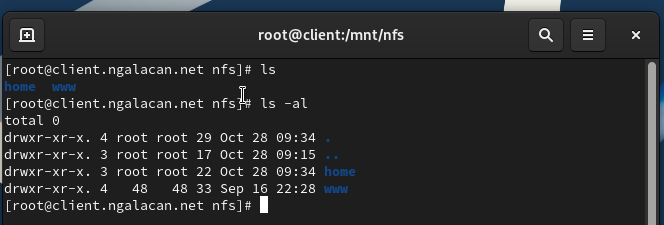 root@client:/mnt/nfs
[root@client.ngalacan.net nfs]# ls
home  www
[root@client.ngalacan.net nfs]# ls -al
total 0
drwxr-xr-x. 4 root root 29 Oct 28 09:34 .
drwxr-xr-x. 3 root root 17 Oct 28 09:15 ..
drwxr-xr-x. 3 root root 22 Oct 28 09:34 home
drwxr-xr-x. 4   48   48 33 Sep 16 22:28 www
[root@client.ngalacan.net nfs]#